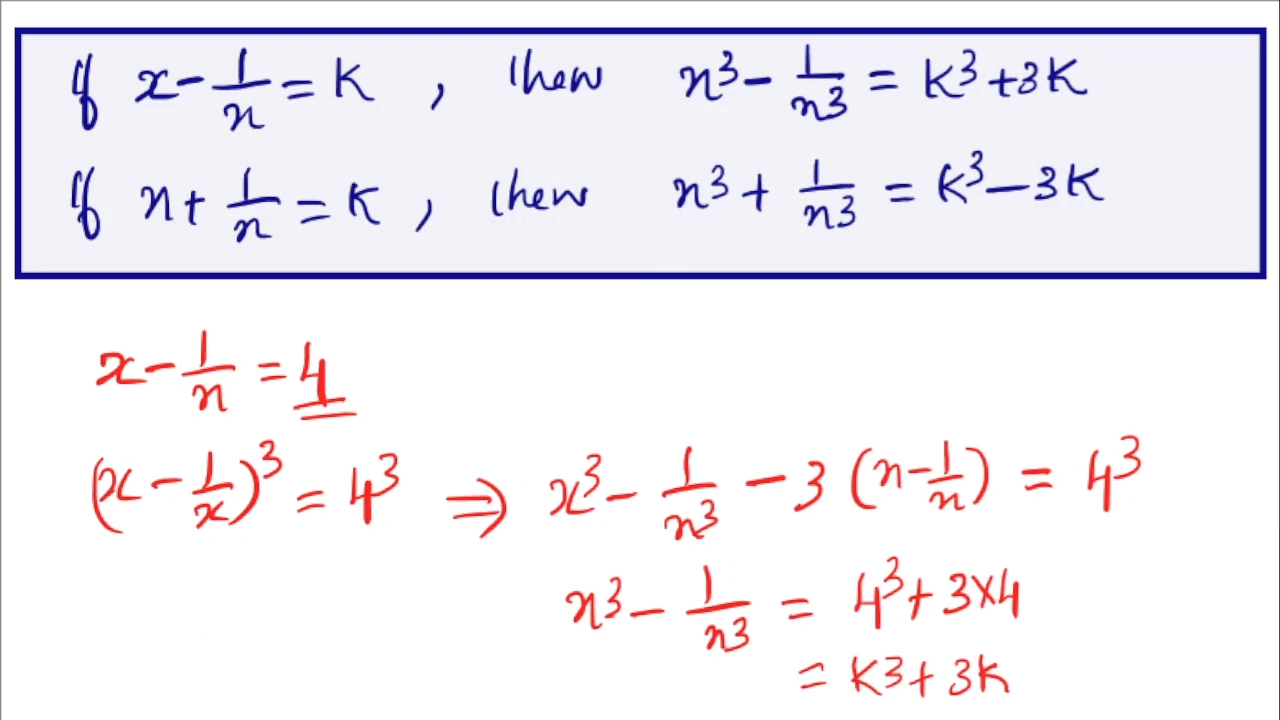 If x - 1/x = K, then x³ - 1/x³ = K³ + 3K
If x + 1/x = K, then x³ + 1/x³ = K³ - 3K
x - 1/x = 4
(x - 1/x)³ = 4³ ⇒ x³ - 1/x³ - 3(x - 1/x) = 4³
x³ - 1/x³ = 4³ + 3×4
= K³ + 3K